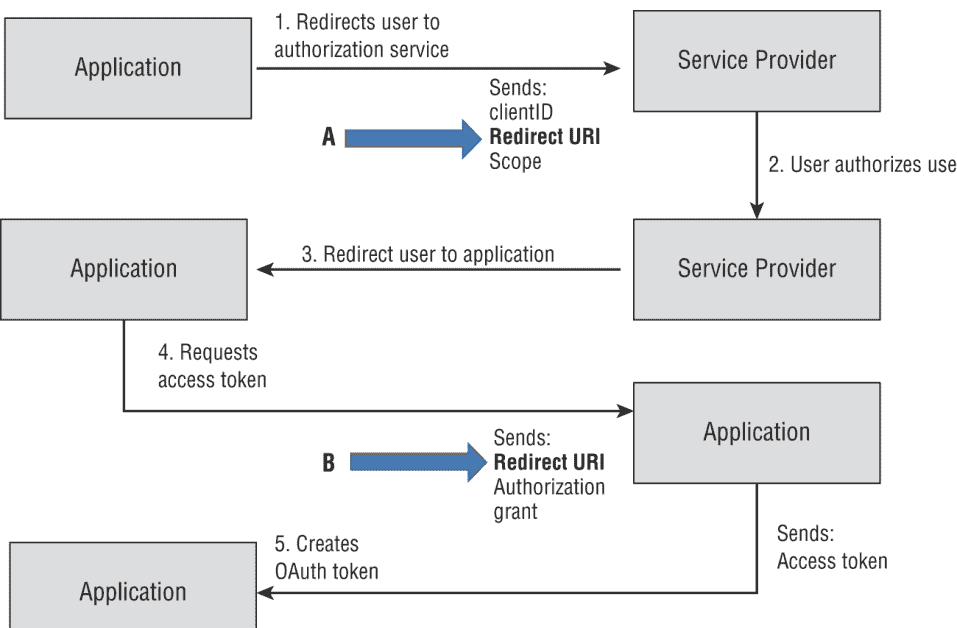 Application
1. Redirects user to
authorization service
Service Provider
Sends:
clientID
A
Redirect URI
Scope
2. User authorizes use
Application
3. Redirect user to application
Service Provider
4. Requests
access token
Application
Sends:
B
Redirect URI
Authorization
grant
Sends:
Access token
5. Creates
OAuth token
Application